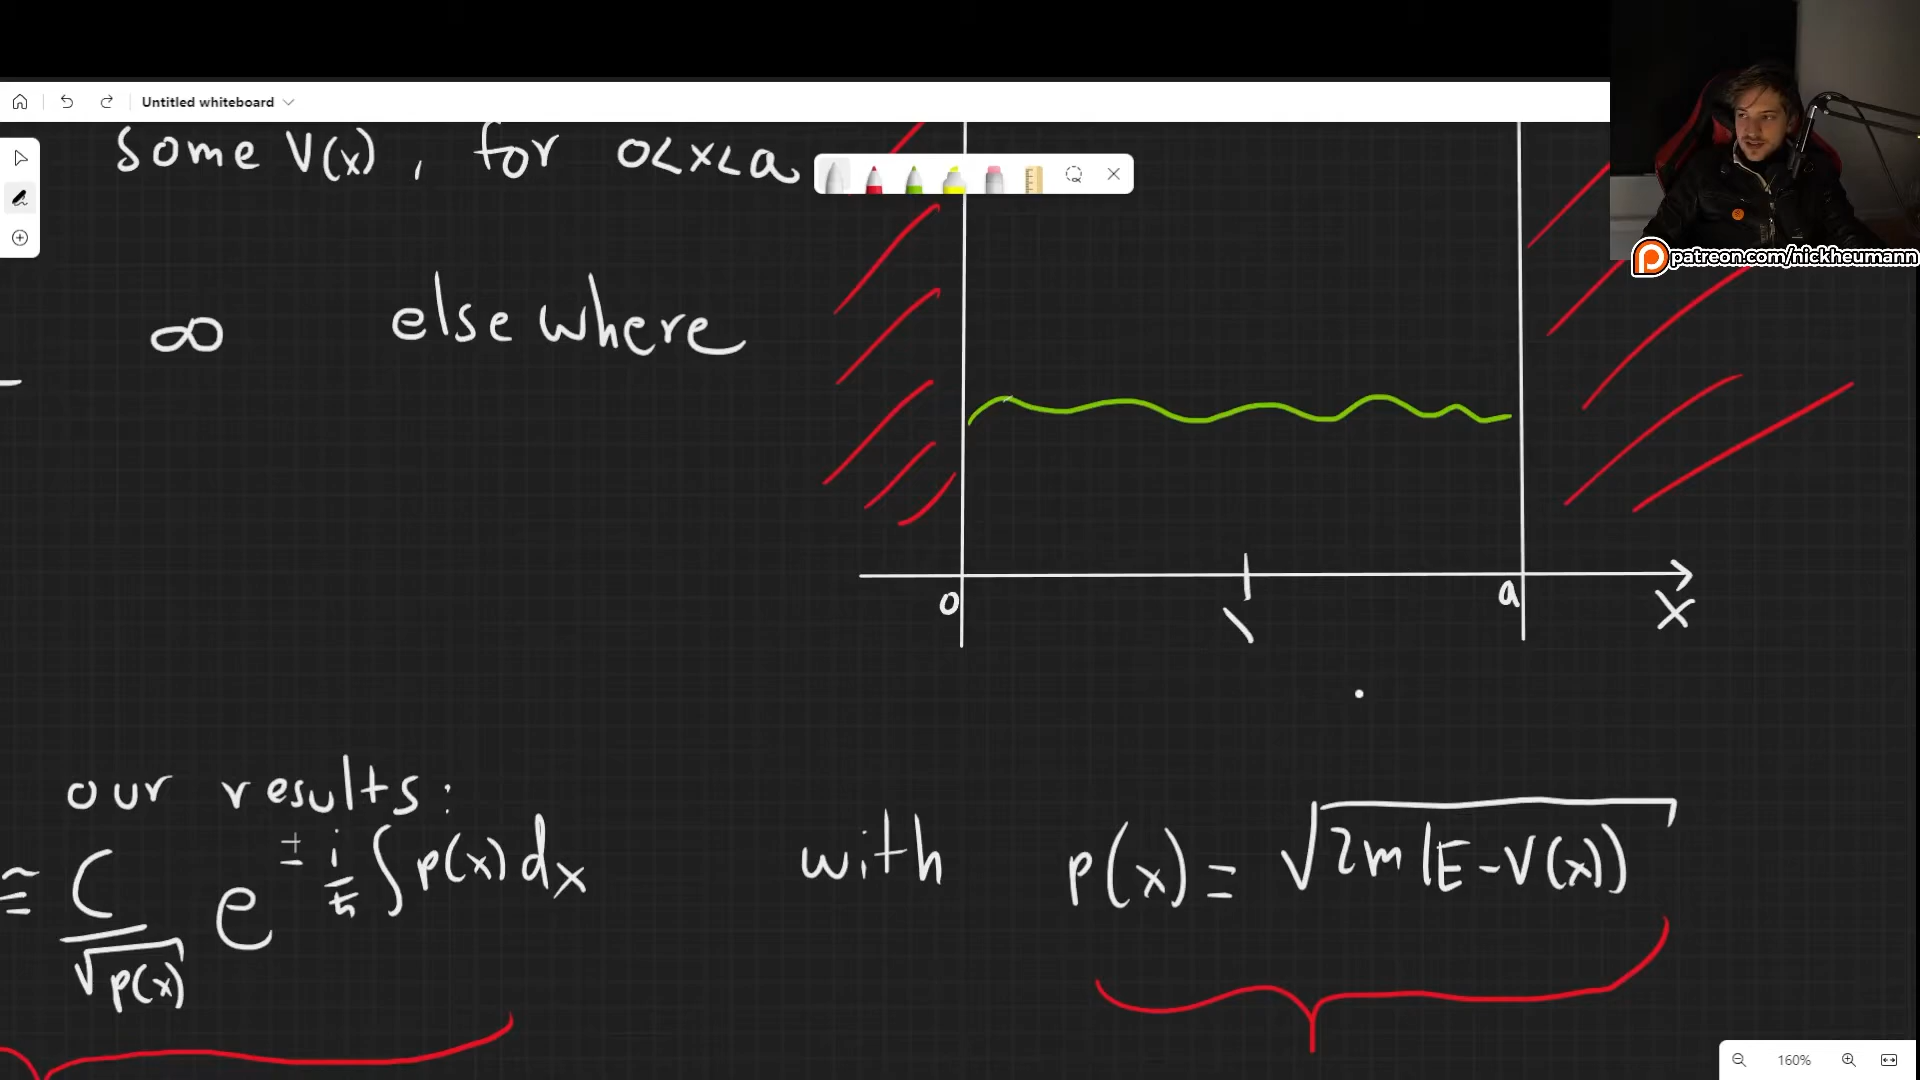 Untitled whiteboard
some V(x), for 0<x<a
∞ elsewhere
0 a x
our results:
≅ C/√p(x) e^{± i/ħ ∫p(x)dx} with p(x) = √2m(E-V(x))
patreon.com/nickheumann
160%